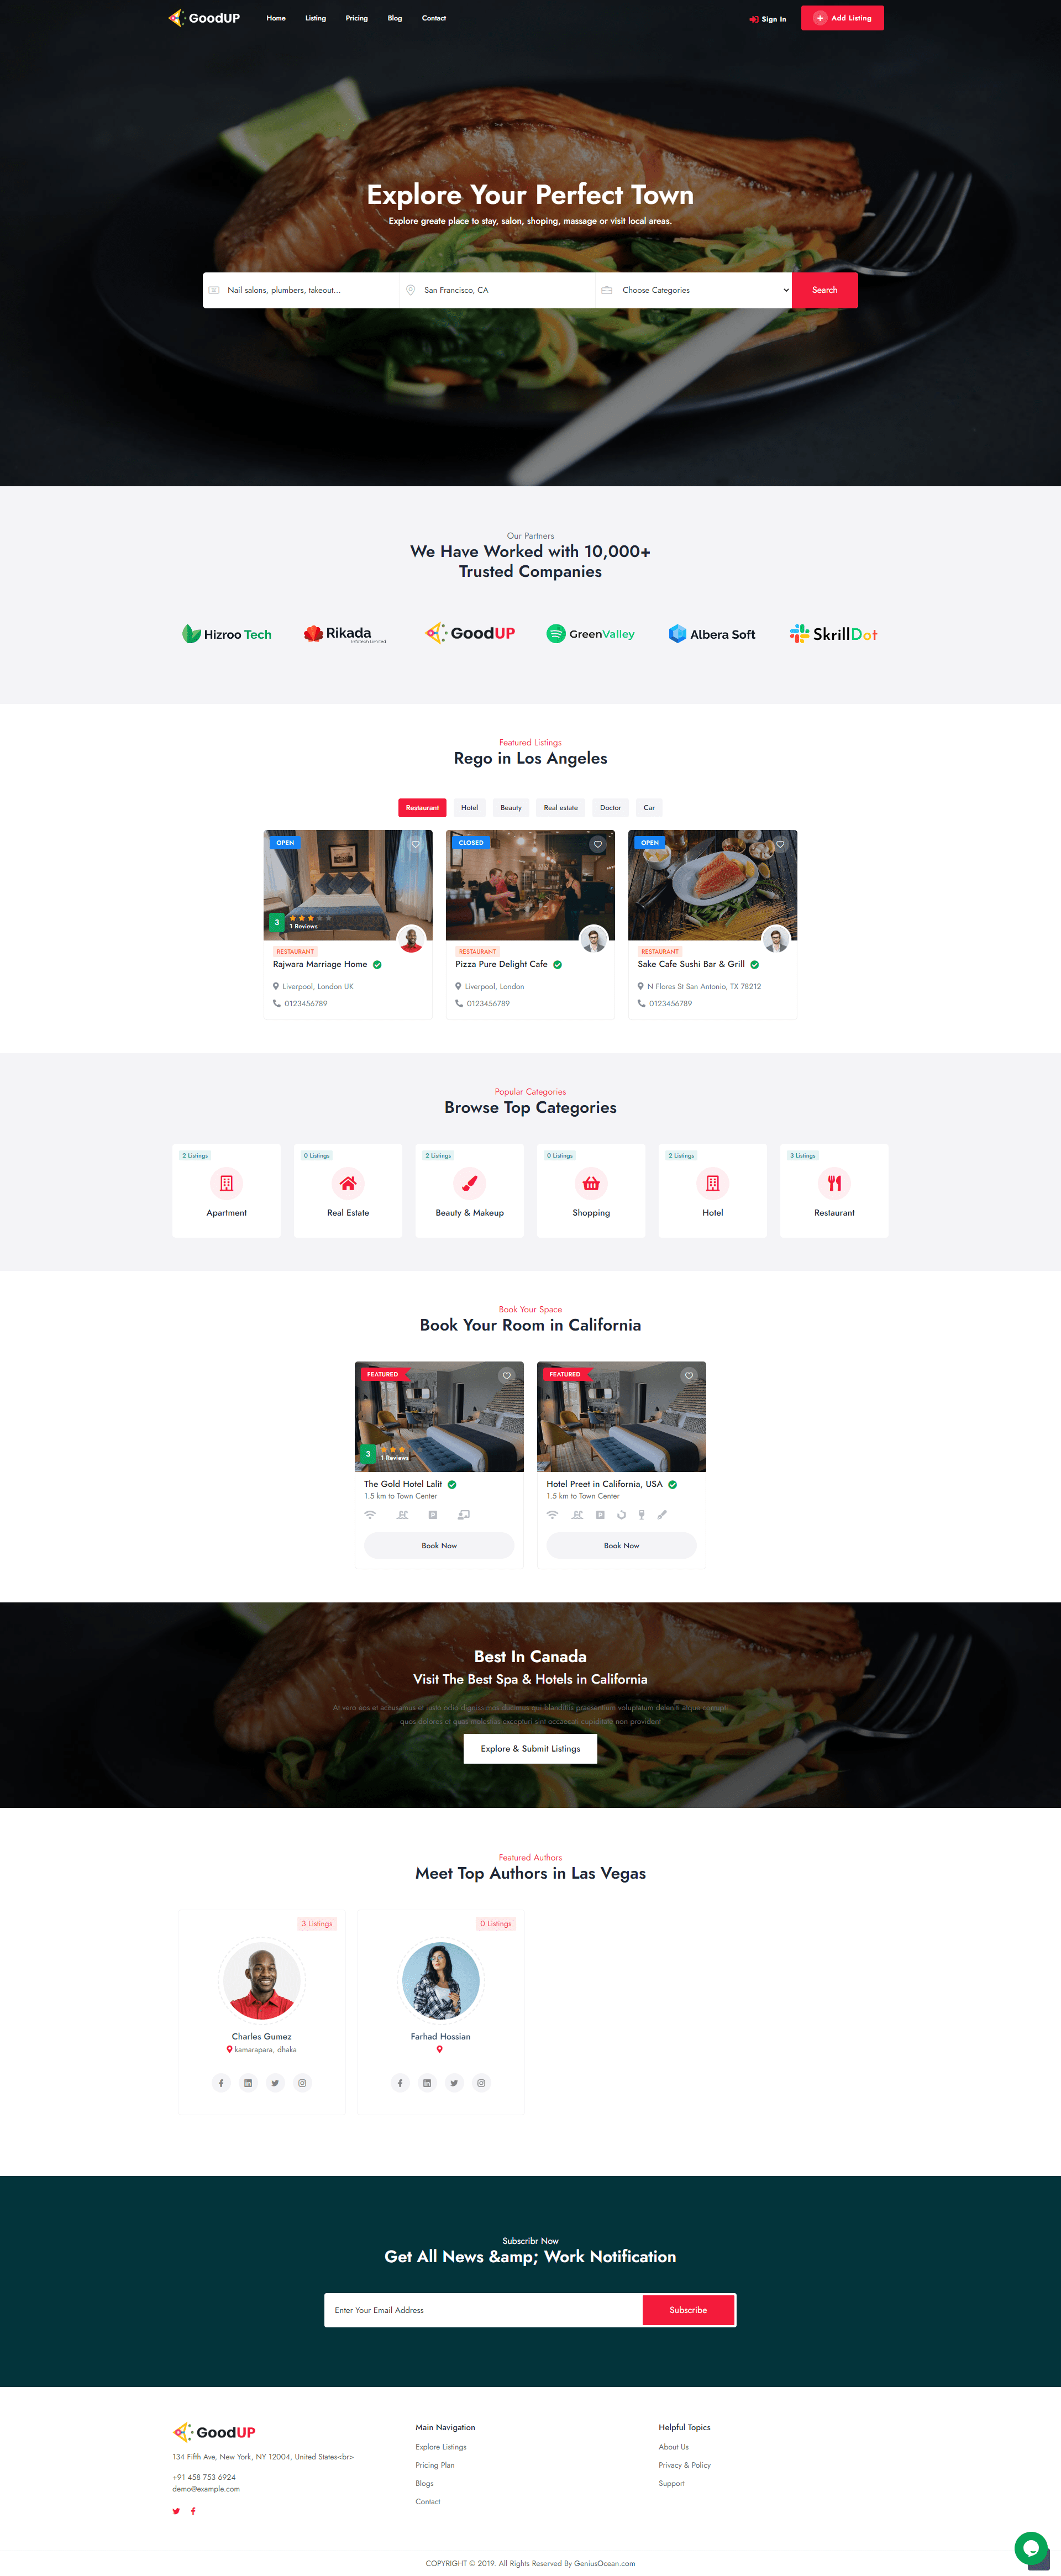 GoodUP
Home Listing Pricing Blog Contact
Sign In
Add Listing
Explore Your Perfect Town
Explore greate place to stay, salon, shoping, massage or visit local areas.
Nail salons, plumbers, takeout...
San Francisco, CA
Choose Categories
Search
Our Partners
We Have Worked with 10,000+
Trusted Companies
Hizroo Tech
Rikada
Infotech Limited
GoodUP
GreenValley
Albera Soft
SkrillDot
Featured Listings
Rego in Los Angeles
Restaurant Hotel Beauty Real estate Doctor Car
OPEN
3
1 Reviews
RESTAURANT
Rajwara Marriage Home
Liverpool, London UK
0123456789
CLOSED
RESTAURANT
Pizza Pure Delight Cafe
Liverpool, London
0123456789
OPEN
RESTAURANT
Sake Cafe Sushi Bar & Grill
N Flores St San Antonio, TX 78212
0123456789
Popular Categories
Browse Top Categories
2 Listings
Apartment
0 Listings
Real Estate
2 Listings
Beauty & Makeup
0 Listings
Shopping
2 Listings
Hotel
3 Listings
Restaurant
Book Your Space
Book Your Room in California
FEATURED
3
1 Reviews
The Gold Hotel Lalit
1.5 km to Town Center
Book Now
FEATURED
Hotel Preet in California, USA
1.5 km to Town Center
Book Now
Best In Canada
Visit The Best Spa & Hotels in California
At vero eos et accusamus et iusto odio dignissimos ducimus qui blanditiis praesentium voluptatum deleniti atque corrupti
quos dolores et quas molestias excepturi sint occaecati cupiditate non provident
Explore & Submit Listings
Featured Authors
Meet Top Authors in Las Vegas
3 Listings
Charles Gumez
kamarapara, dhaka
0 Listings
Farhad Hossian
Subscribr Now
Get All News &amp; Work Notification
Enter Your Email Address
Subscribe
GoodUP
134 Fifth Ave, New York, NY 12004, United States<br>
+91 458 753 6924
demo@example.com
Main Navigation
Explore Listings
Pricing Plan
Blogs
Contact
Helpful Topics
About Us
Privacy & Policy
Support
COPYRIGHT © 2019. All Rights Reserved By GeniusOcean.com